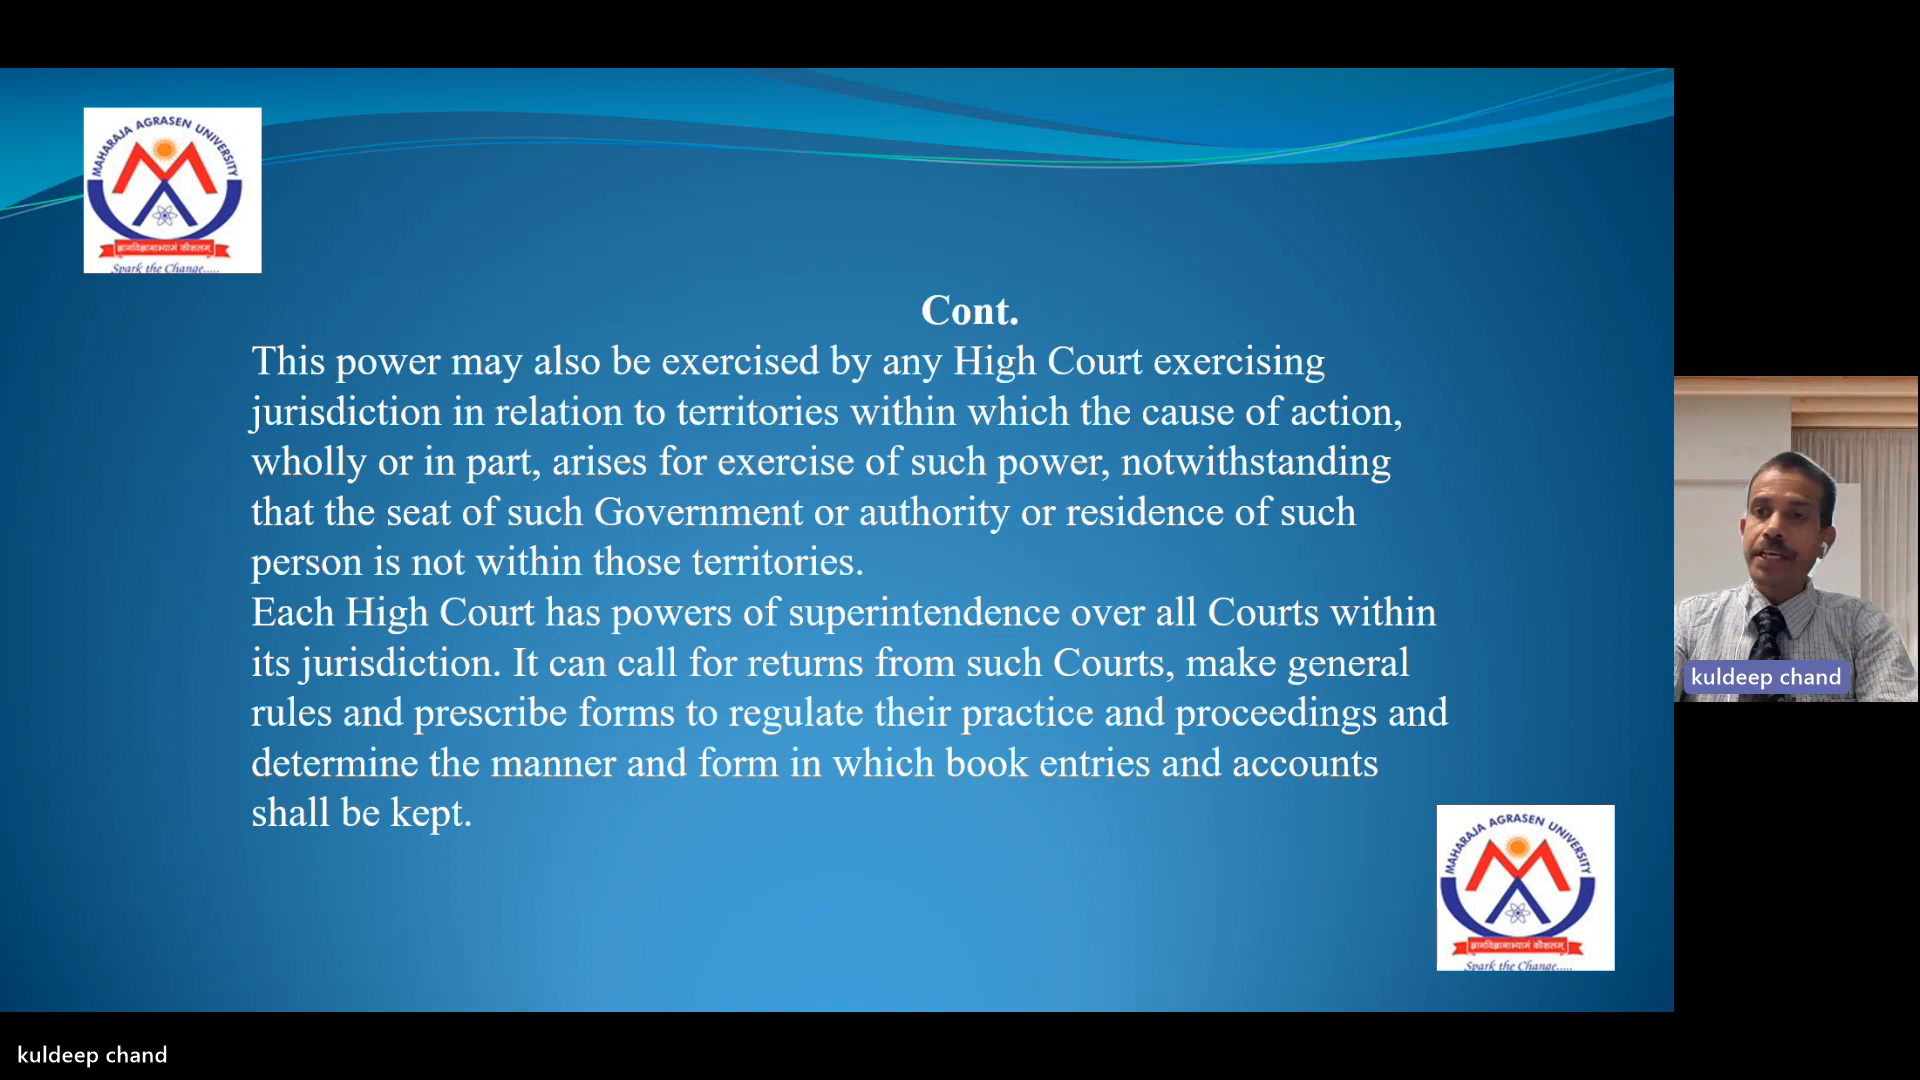 MAHARAJA AGRASEN UNIVERSITY
ज्ञानविज्ञानाभ्यामं कौशलम्
Spark the Change.....
Cont.
This power may also be exercised by any High Court exercising
jurisdiction in relation to territories within which the cause of action,
wholly or in part, arises for exercise of such power, notwithstanding
that the seat of such Government or authority or residence of such
person is not within those territories.
Each High Court has powers of superintendence over all Courts within
its jurisdiction. It can call for returns from such Courts, make general
rules and prescribe forms to regulate their practice and proceedings and
determine the manner and form in which book entries and accounts
shall be kept.
kuldeep chand
MAHARAJA AGRASEN UNIVERSITY
ज्ञानविज्ञानाभ्यामं कौशलम्
Spark the Change.....
kuldeep chand